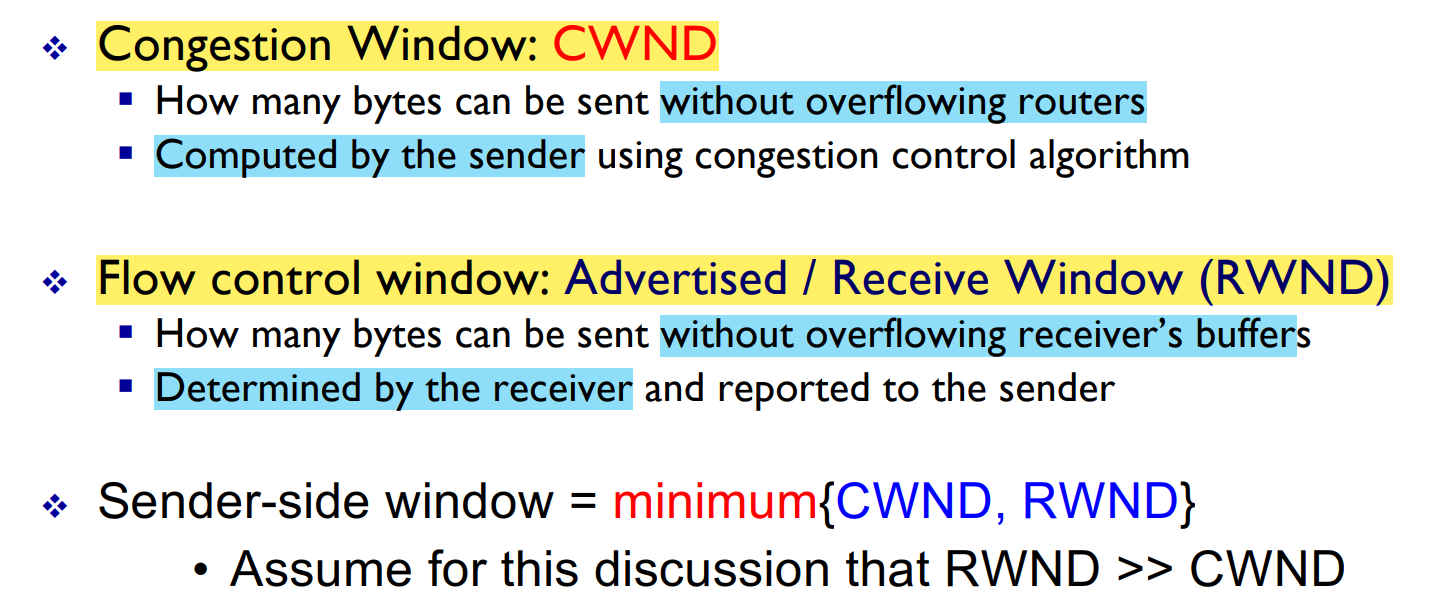 ❖ Congestion Window: CWND
▪ How many bytes can be sent without overflowing routers
▪ Computed by the sender using congestion control algorithm
❖ Flow control window: Advertised / Receive Window (RWND)
▪ How many bytes can be sent without overflowing receiver’s buffers
▪ Determined by the receiver and reported to the sender
❖ Sender-side window = minimum{CWND, RWND}
• Assume for this discussion that RWND >> CWND